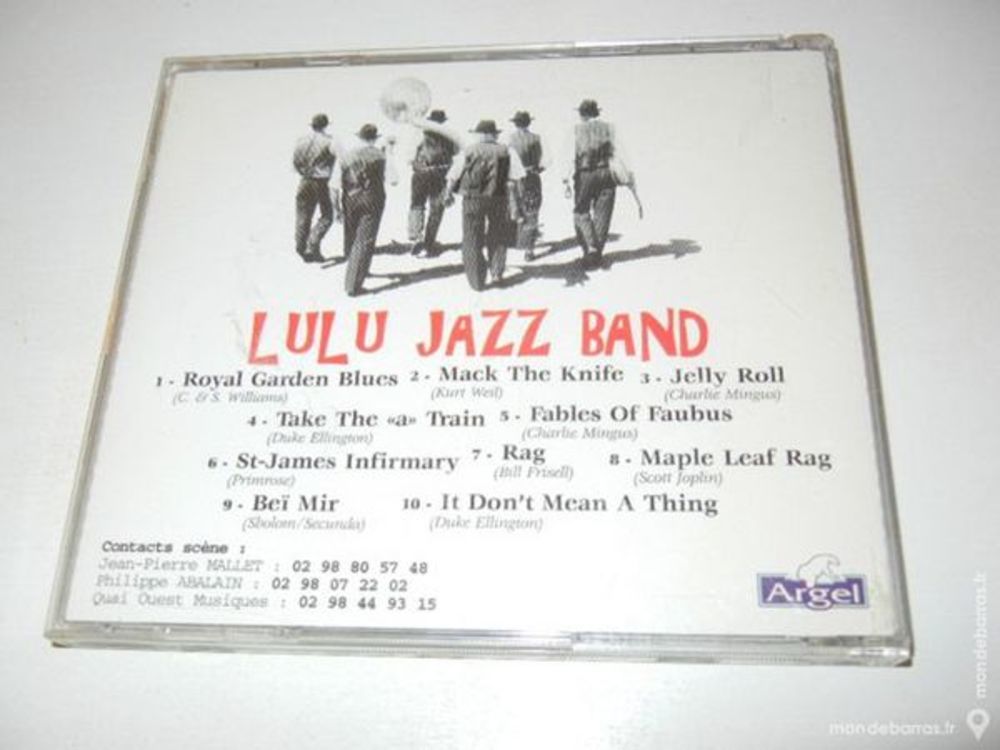 LULU JAZZ BAND
1 - Royal Garden Blues 2 - Mack The Knife 3 - Jelly Roll
(C. & S. Williams) (Kurt Weil) (Charlie Mingus)
4 - Take The «a» Train 5 - Fables Of Faubus
(Duke Ellington) (Charlie Mingus)
6 - St-James Infirmary 7 - Rag 8 - Maple Leaf Rag
(Primrose) (Bill Frisell) (Scott Joplin)
9 - Beï Mir 10 - It Don't Mean A Thing
(Sholom/Secunda) (Duke Ellington)
Contacts scène :
Jean-Pierre MALLET : 02 98 80 57 48
Philippe ABALAIN : 02 98 07 22 02
Quai Ouest Musiques : 02 98 44 93 15
Argel
mondebarras.fr
mondebarras.fr